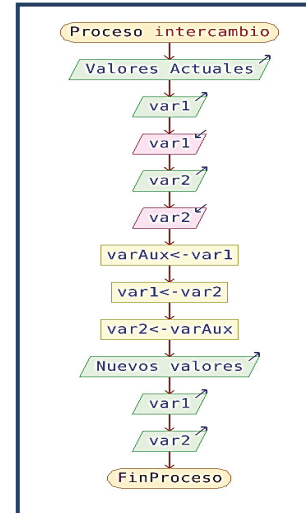 Proceso intercambio
Valores Actuales
var1
var1
var2
var2
varAux<-var1
var1<-var2
var2<-varAux
Nuevos valores
var1
var2
FinProceso